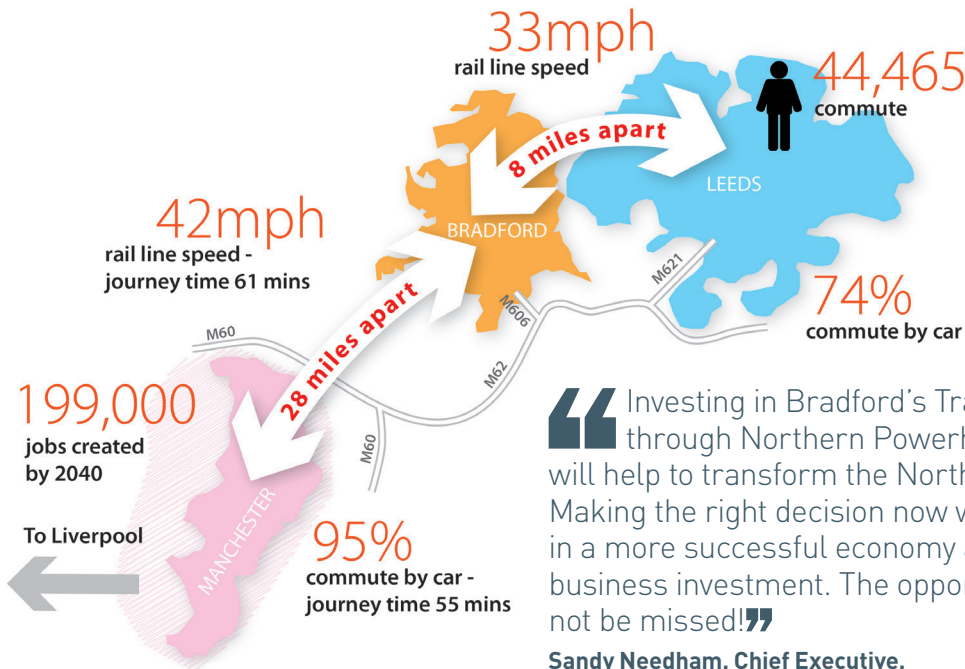 33mph
rail line speed
44,465
commute
8 miles apart
LEEDS
BRADFORD
42mph
rail line speed -
journey time 61 mins
M621
M606
74%
commute by car
M60
28 miles apart
M62
199,000
jobs created
by 2040
M60
To Liverpool
MANCHESTER
95%
commute by car -
journey time 55 mins
“Investing in Bradford’s Tra
through Northern Powerh
will help to transform the North
Making the right decision now w
in a more successful economy a
business investment. The oppor
not be missed!”
Sandy Needham, Chief Executive,